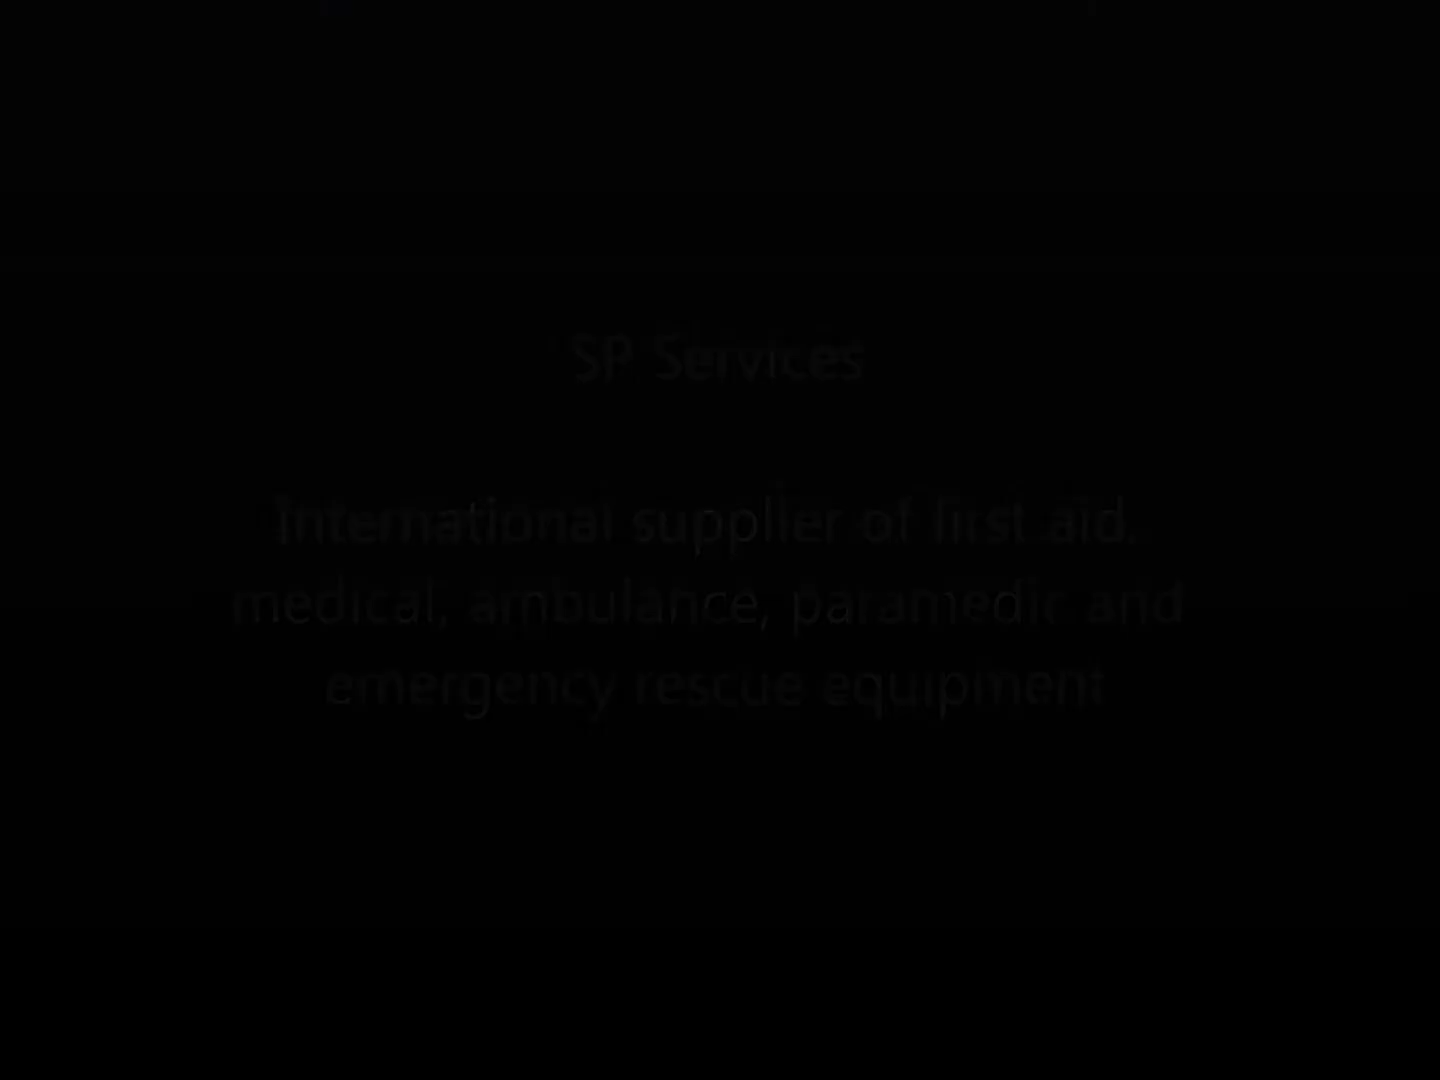 SP Services
International supplier of first aid,
medical, ambulance, paramedic and
emergency rescue equipment